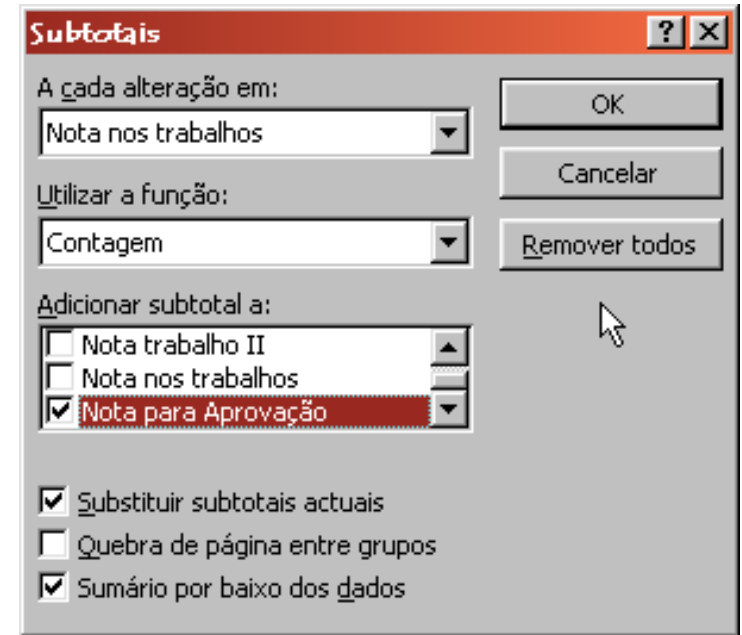 Subtotais
A cada alteração em:
Nota nos trabalhos
OK
Cancelar
Utilizar a função:
Contagem
Remover todos
Adicionar subtotal a:
Nota trabalho II
Nota nos trabalhos
Nota para Aprovação
Substituir subtotais actuais
Quebra de página entre grupos
Sumário por baixo dos dados